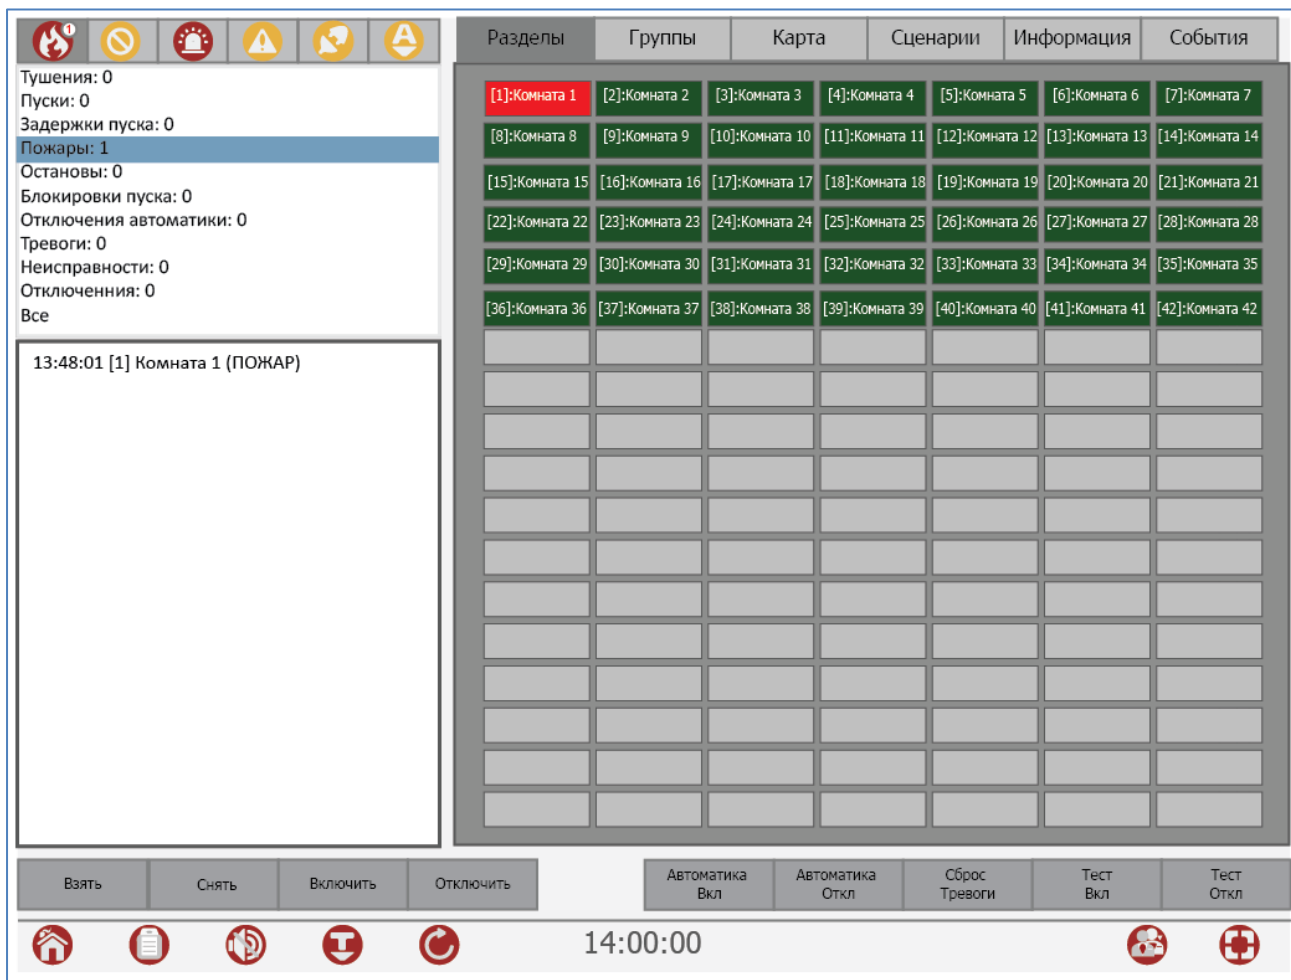 1
Разделы Группы Карта Сценарии Информация События
Тушения: 0
Пуски: 0
Задержки пуска: 0
Пожары: 1
Остановы: 0
Блокировки пуска: 0
Отключения автоматики: 0
Тревоги: 0
Неисправности: 0
Отключенния: 0
Все
13:48:01 [1] Комната 1 (ПОЖАР)
[1]:Комната 1 [2]:Комната 2 [3]:Комната 3 [4]:Комната 4 [5]:Комната 5 [6]:Комната 6 [7]:Комната 7
[8]:Комната 8 [9]:Комната 9 [10]:Комната 10 [11]:Комната 11 [12]:Комната 12 [13]:Комната 13 [14]:Комната 14
[15]:Комната 15 [16]:Комната 16 [17]:Комната 17 [18]:Комната 18 [19]:Комната 19 [20]:Комната 20 [21]:Комната 21
[22]:Комната 22 [23]:Комната 23 [24]:Комната 24 [25]:Комната 25 [26]:Комната 26 [27]:Комната 27 [28]:Комната 28
[29]:Комната 29 [30]:Комната 30 [31]:Комната 31 [32]:Комната 32 [33]:Комната 33 [34]:Комната 34 [35]:Комната 35
[36]:Комната 36 [37]:Комната 37 [38]:Комната 38 [39]:Комната 39 [40]:Комната 40 [41]:Комната 41 [42]:Комната 42
Взять Снять Включить Отключить
Автоматика Вкл
Автоматика Откл
Сброс Тревоги
Тест Вкл
Тест Откл
14:00:00